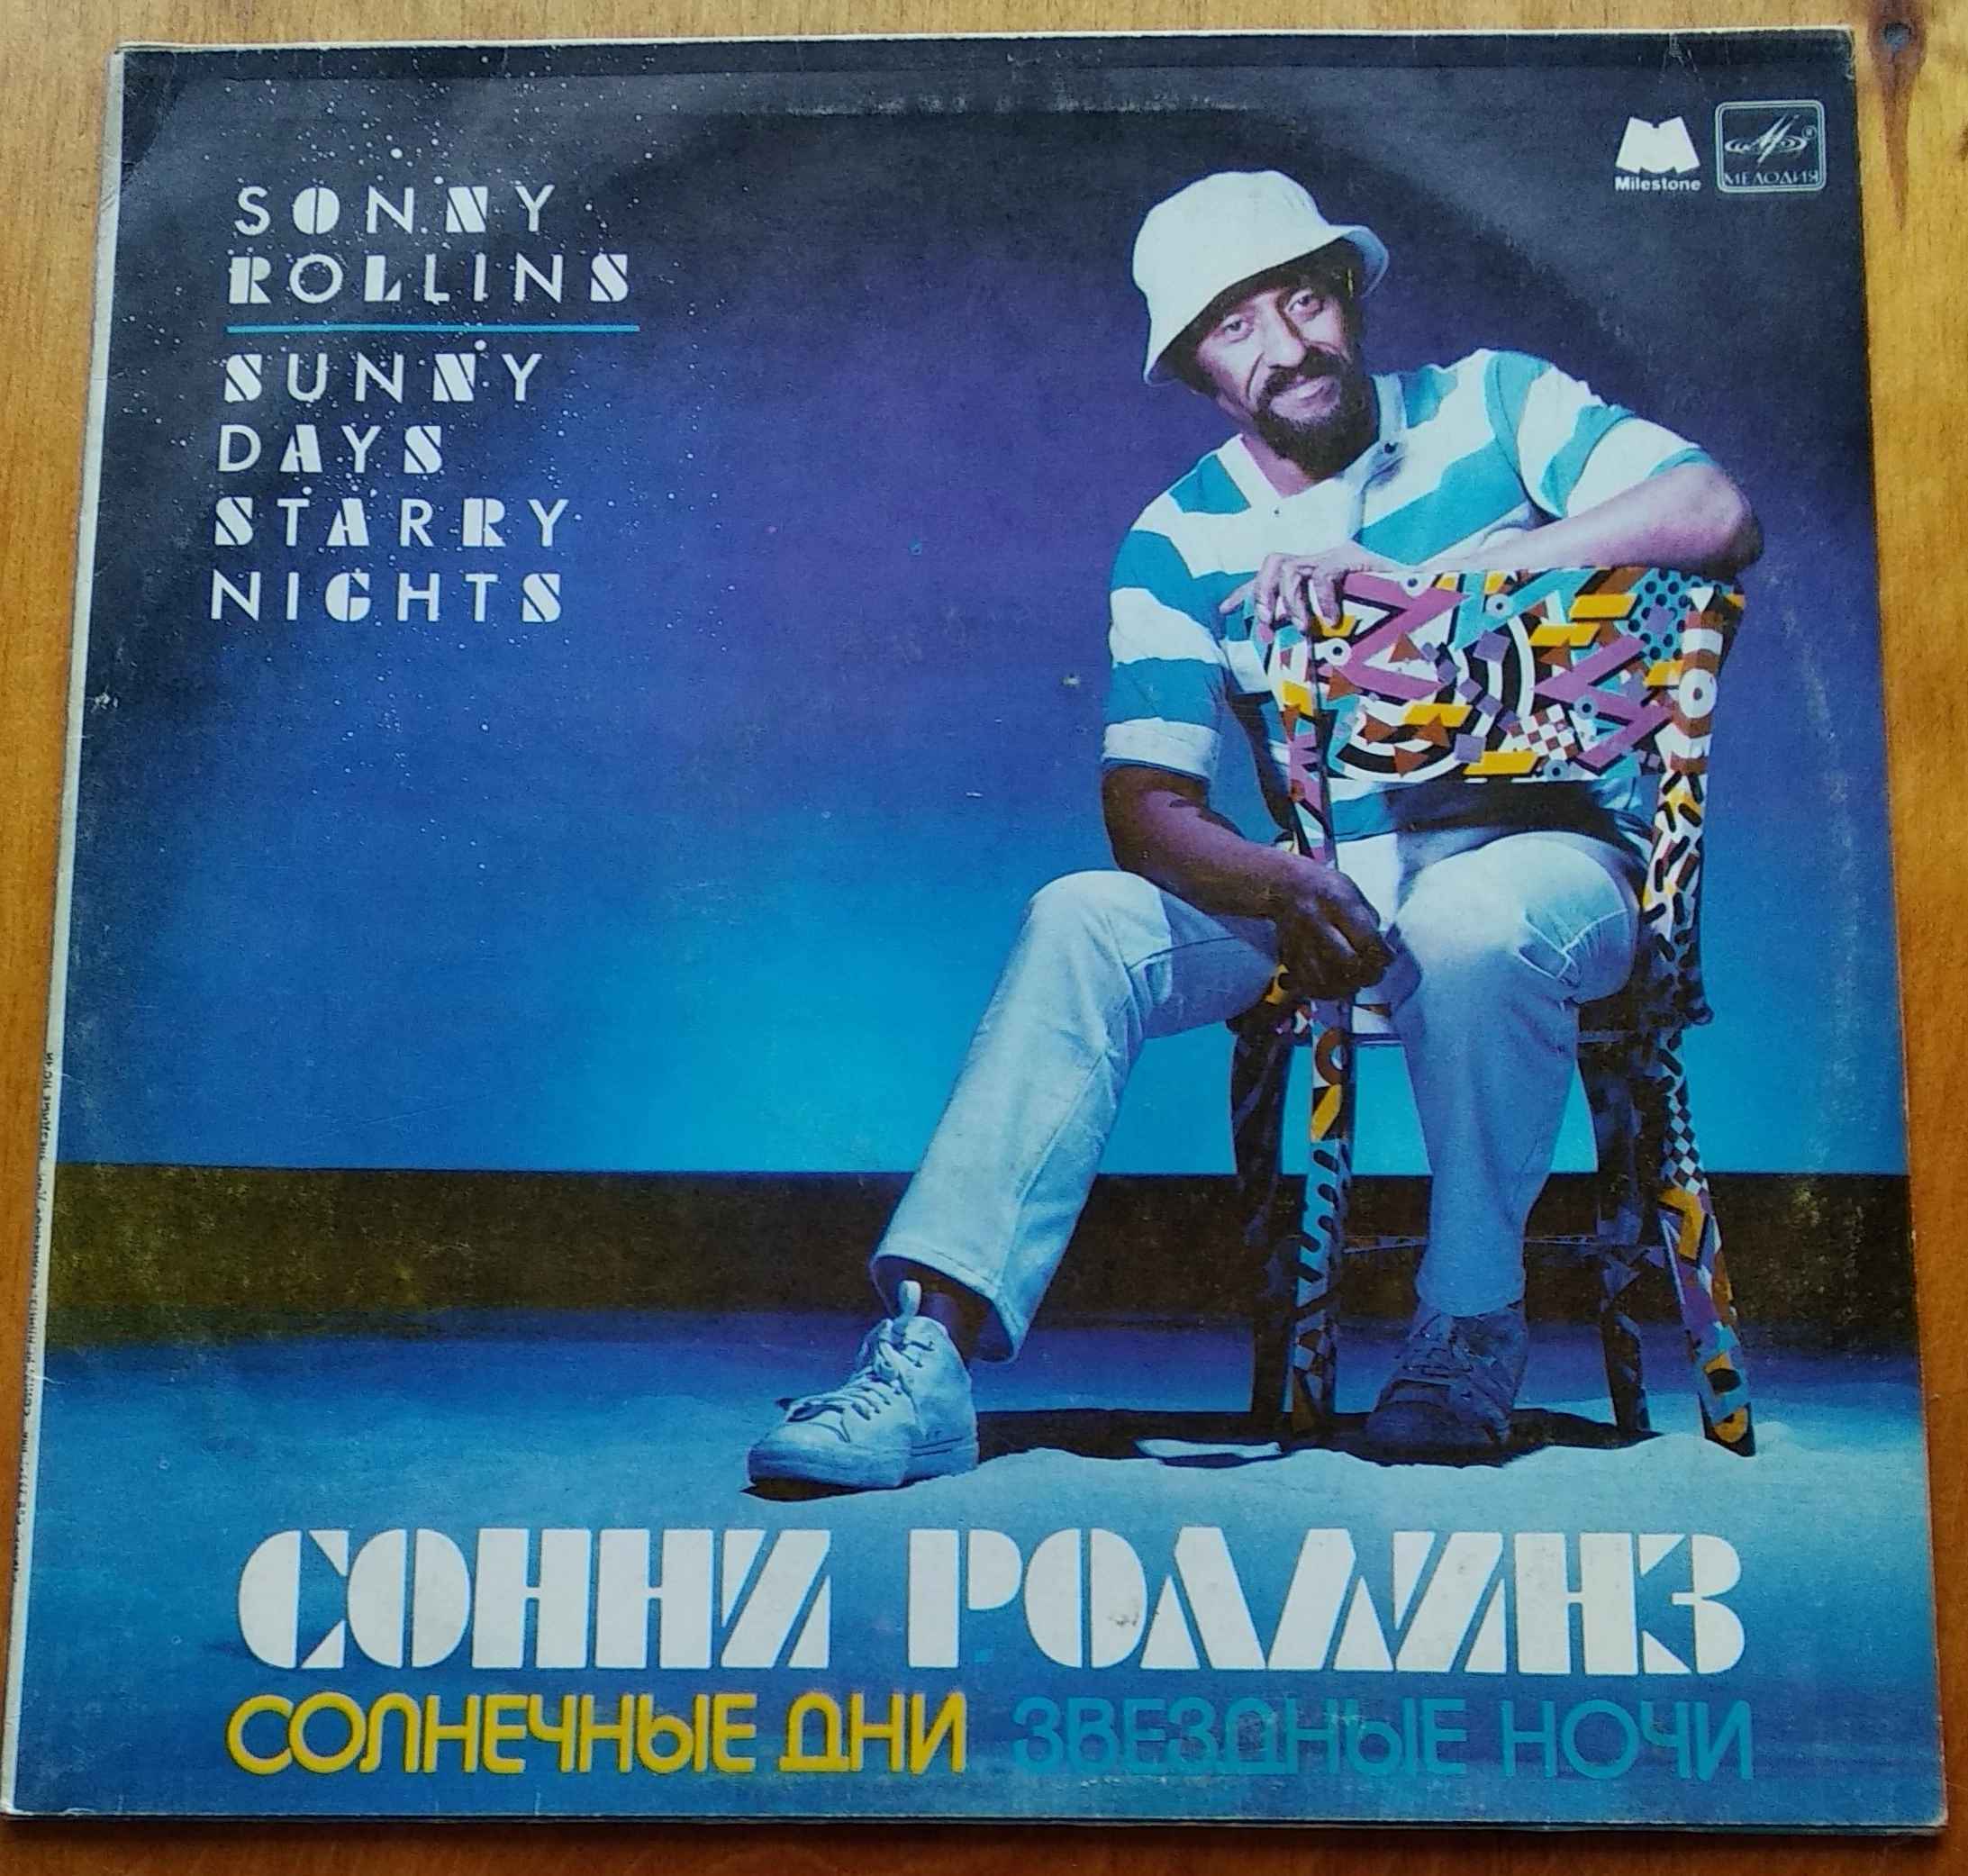 SONNY
ROLLINS
SUNNY
DAYS
STARRY
NIGHTS
Milestone
МЕЛОДИЯ
СОННИ РОЛЛИНЗ
СОЛНЕЧНЫЕ ДНИ ЗВЕЗДНЫЕ НОЧИ